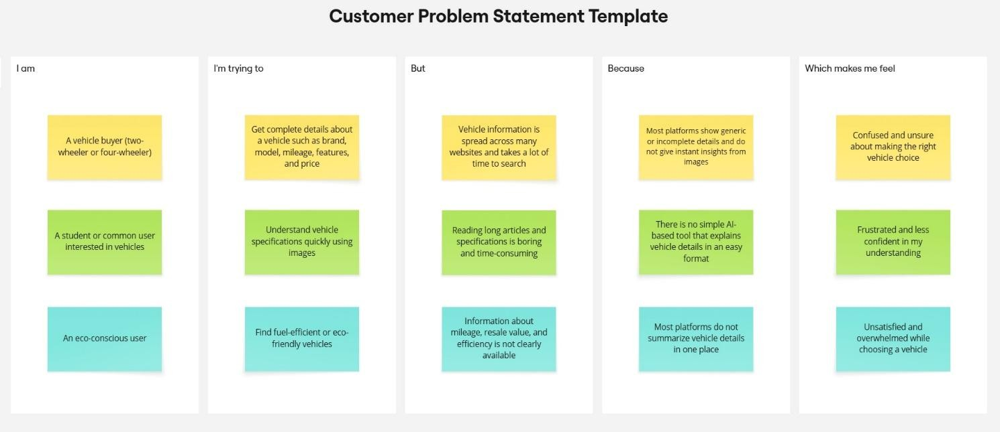 Customer Problem Statement Template
I am
I'm trying to
But
Because
Which makes me feel
A vehicle buyer (two-
wheeler or four-wheeler)
Get complete details about
a vehicle such as brand,
model, mileage, features,
and price
Vehicle information is
spread across many
websites and takes a lot of
time to search
Most platforms show generic
or incomplete details and do
not give instant insights from
images
Confused and unsure
about making the right
vehicle choice
A student or common user
interested in vehicles
Understand vehicle
specifications quickly using
images
Reading long articles and
specifications is boring
and time-consuming
There is no simple AI-
based tool that explains
vehicle details in an easy
format
Frustrated and less
confident in my
understanding
An eco-conscious user
Find fuel-efficient or eco-
friendly vehicles
Information about
mileage, resale value, and
efficiency is not clearly
available
Most platforms do not
summarize vehicle details
in one place
Unsatisfied and
overwhelmed while
choosing a vehicle